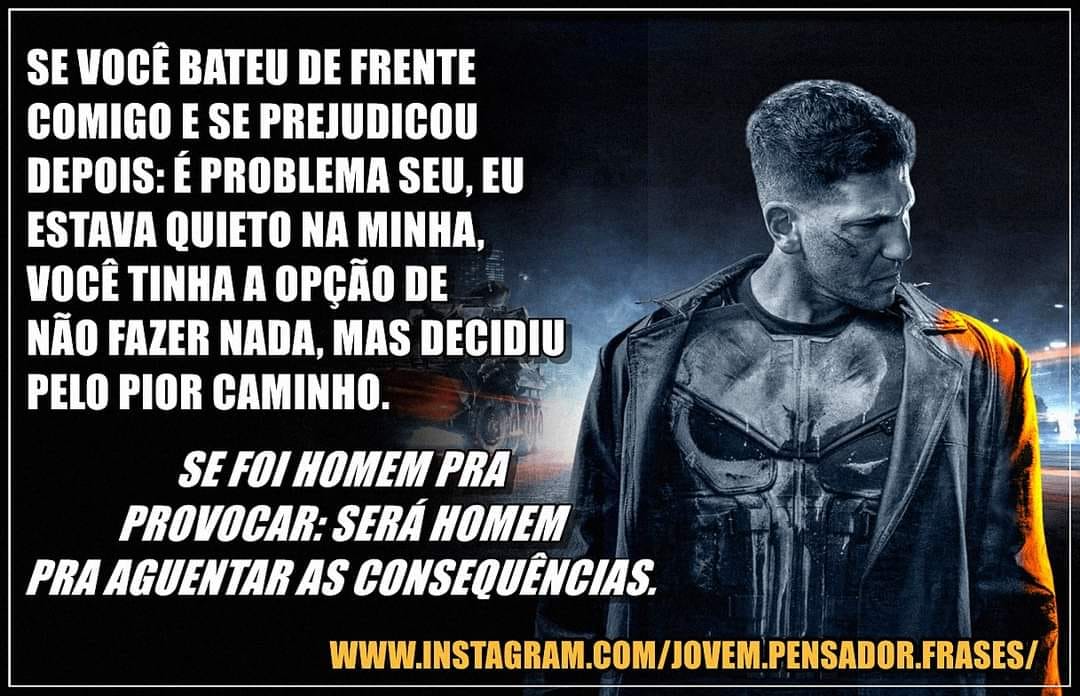 SE VOCÊ BATEU DE FRENTE
COMIGO E SE PREJUDICOU
DEPOIS: É PROBLEMA SEU, EU
ESTAVA QUIETO NA MINHA,
VOCÊ TINHA A OPÇÃO DE
NÃO FAZER NADA, MAS DECIDIU
PELO PIOR CAMINHO.
SE FOI HOMEM PRA
PROVOCAR: SERÁ HOMEM
PRA AGUENTAR AS CONSEQUÊNCIAS.
WWW.INSTAGRAM.COM/JOVEM.PENSADOR.FRASES/